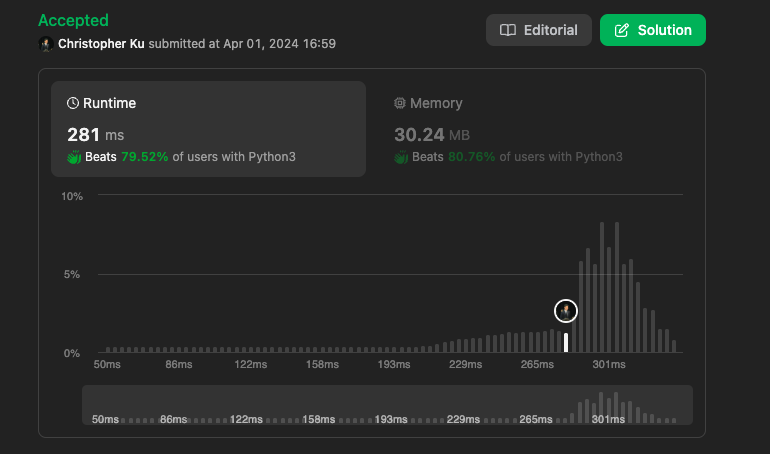 Accepted
Christopher Ku submitted at Apr 01, 2024 16:59
Editorial
Solution
Runtime
281 ms
Beats 79.52% of users with Python3
Memory
30.24 MB
Beats 80.76% of users with Python3
10%
5%
0%
50ms 86ms 122ms 158ms 193ms 229ms 265ms 301ms
50ms 86ms 122ms 158ms 193ms 229ms 265ms 301ms